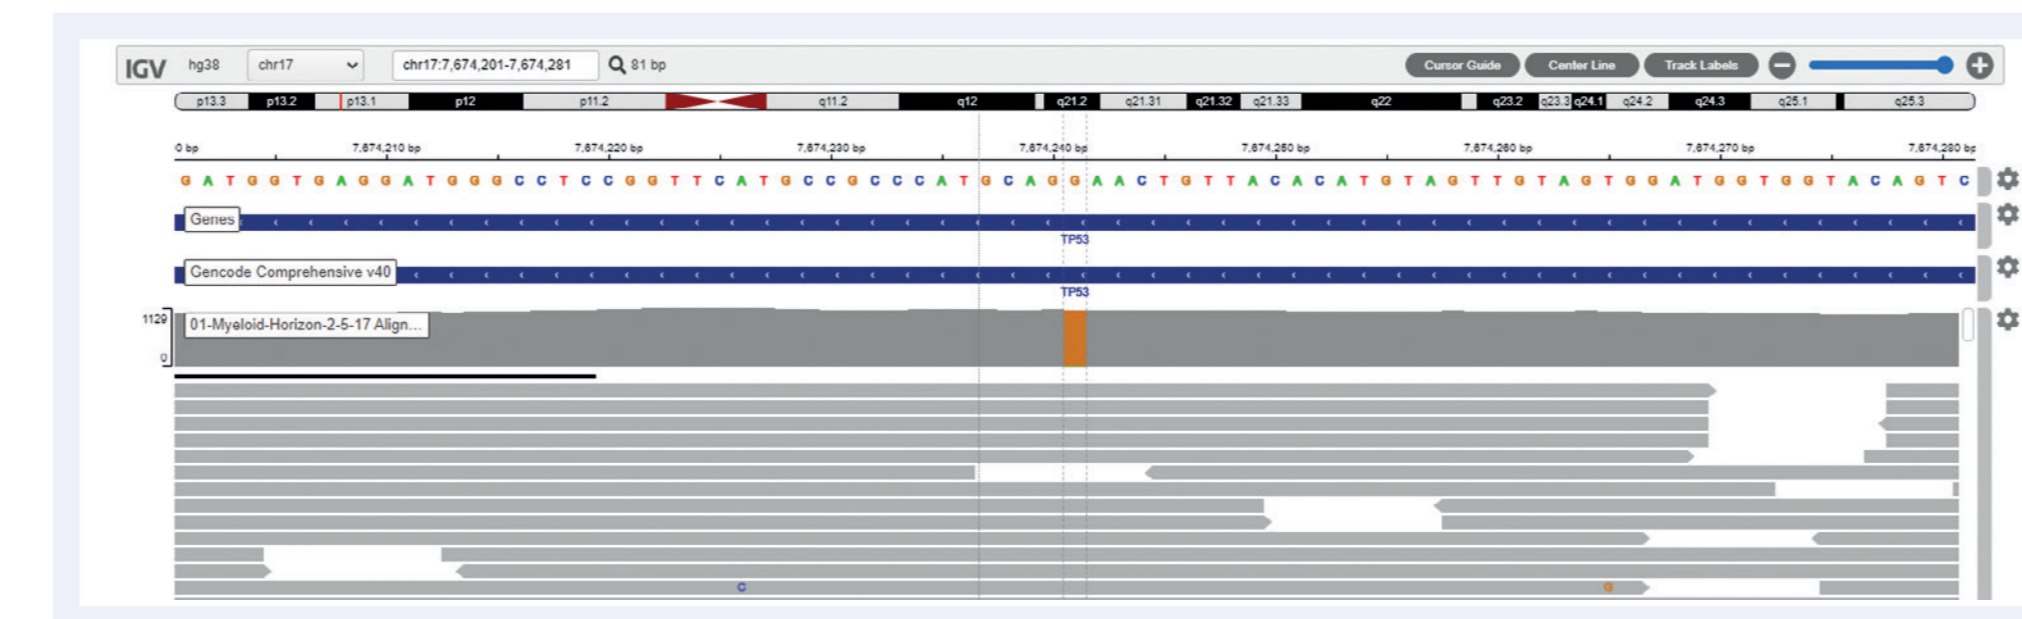 IGV hg38 chr17 chr17:7,674,201-7,674,281 81 bp Cursor Guide Center Line Track Labels
p13.3 p13.2 p13.1 p12 p11.2 q11.2 q12 q21.2 q21.31 q21.32 q21.33 q22 q23.2 q23.3 q24.1 q24.2 q24.3 q25.1 q25.3
0 bp 7,674,210 bp 7,674,220 bp 7,674,230 bp 7,674,240 bp 7,674,250 bp 7,674,260 bp 7,674,270 bp 7,674,280 bp
G A T G G T G A G G A T G G G C C T C C G G T T C A T G C C G C C C A T G C A G G A A C T G T T A C A C A T G T A G T T G T A G T G G A T G G T G G T A C A G T C
Genes
TP53
Gencode Comprehensive v40
TP53
1129
01-Myeloid-Horizon-2-5-17 Align...
0
C G